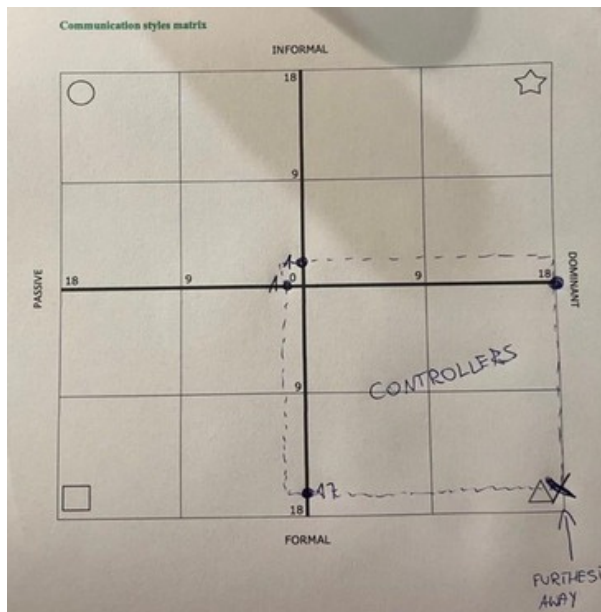 Communication styles matrix
INFORMAL
18
9
1
PASSIVE
18
9
1
0
9
18
DOMINANT
CONTROLLERS
9
17
18
FORMAL
FURTHEST
AWAY